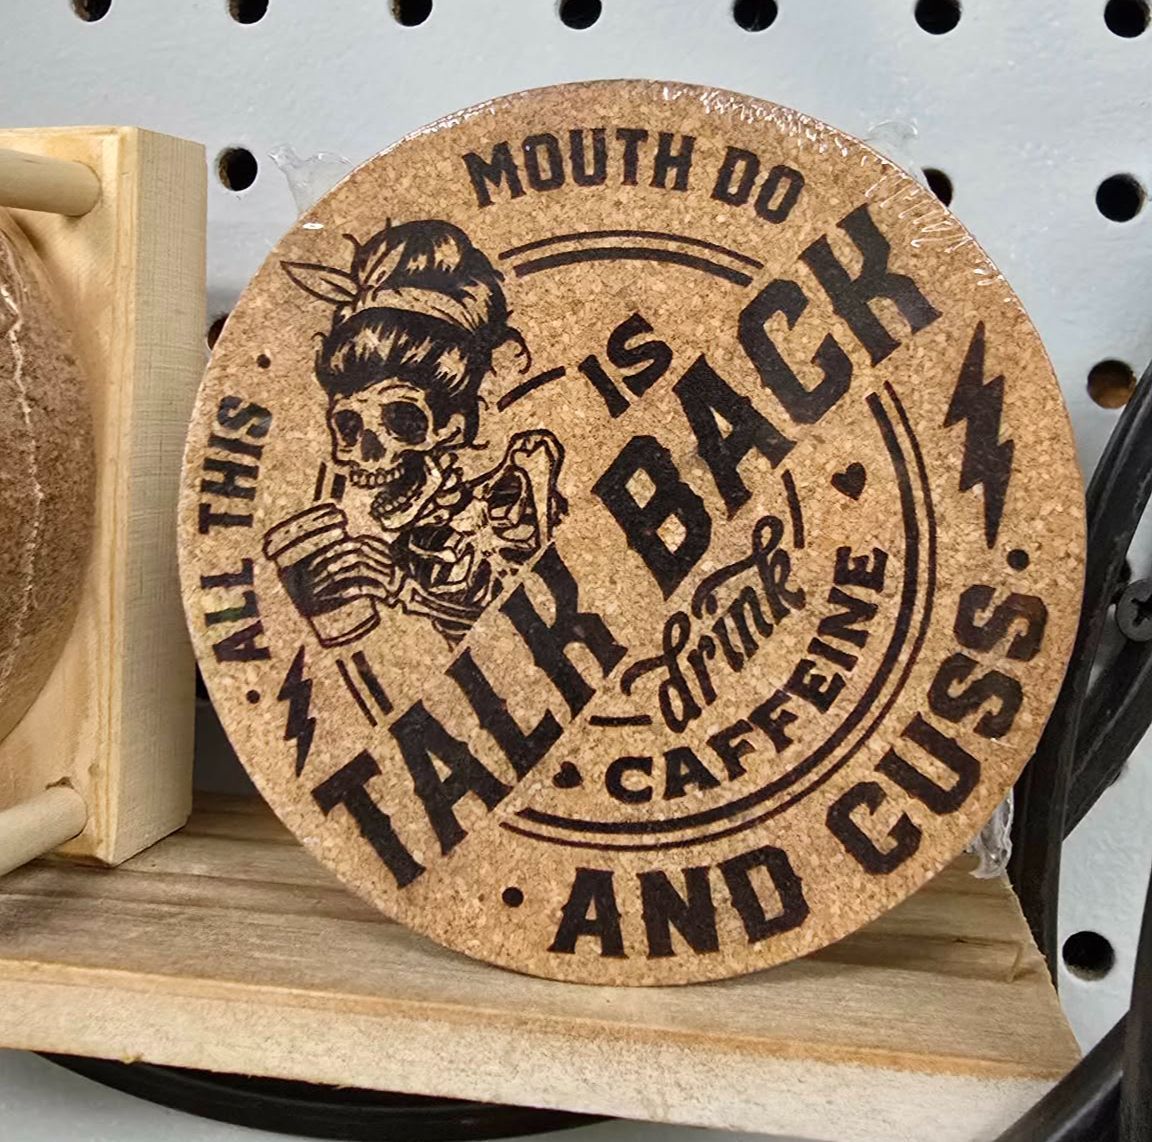 ALL THIS
MOUTH DO
IS
TALK BACK
drink
CAFFEINE
AND CUSS